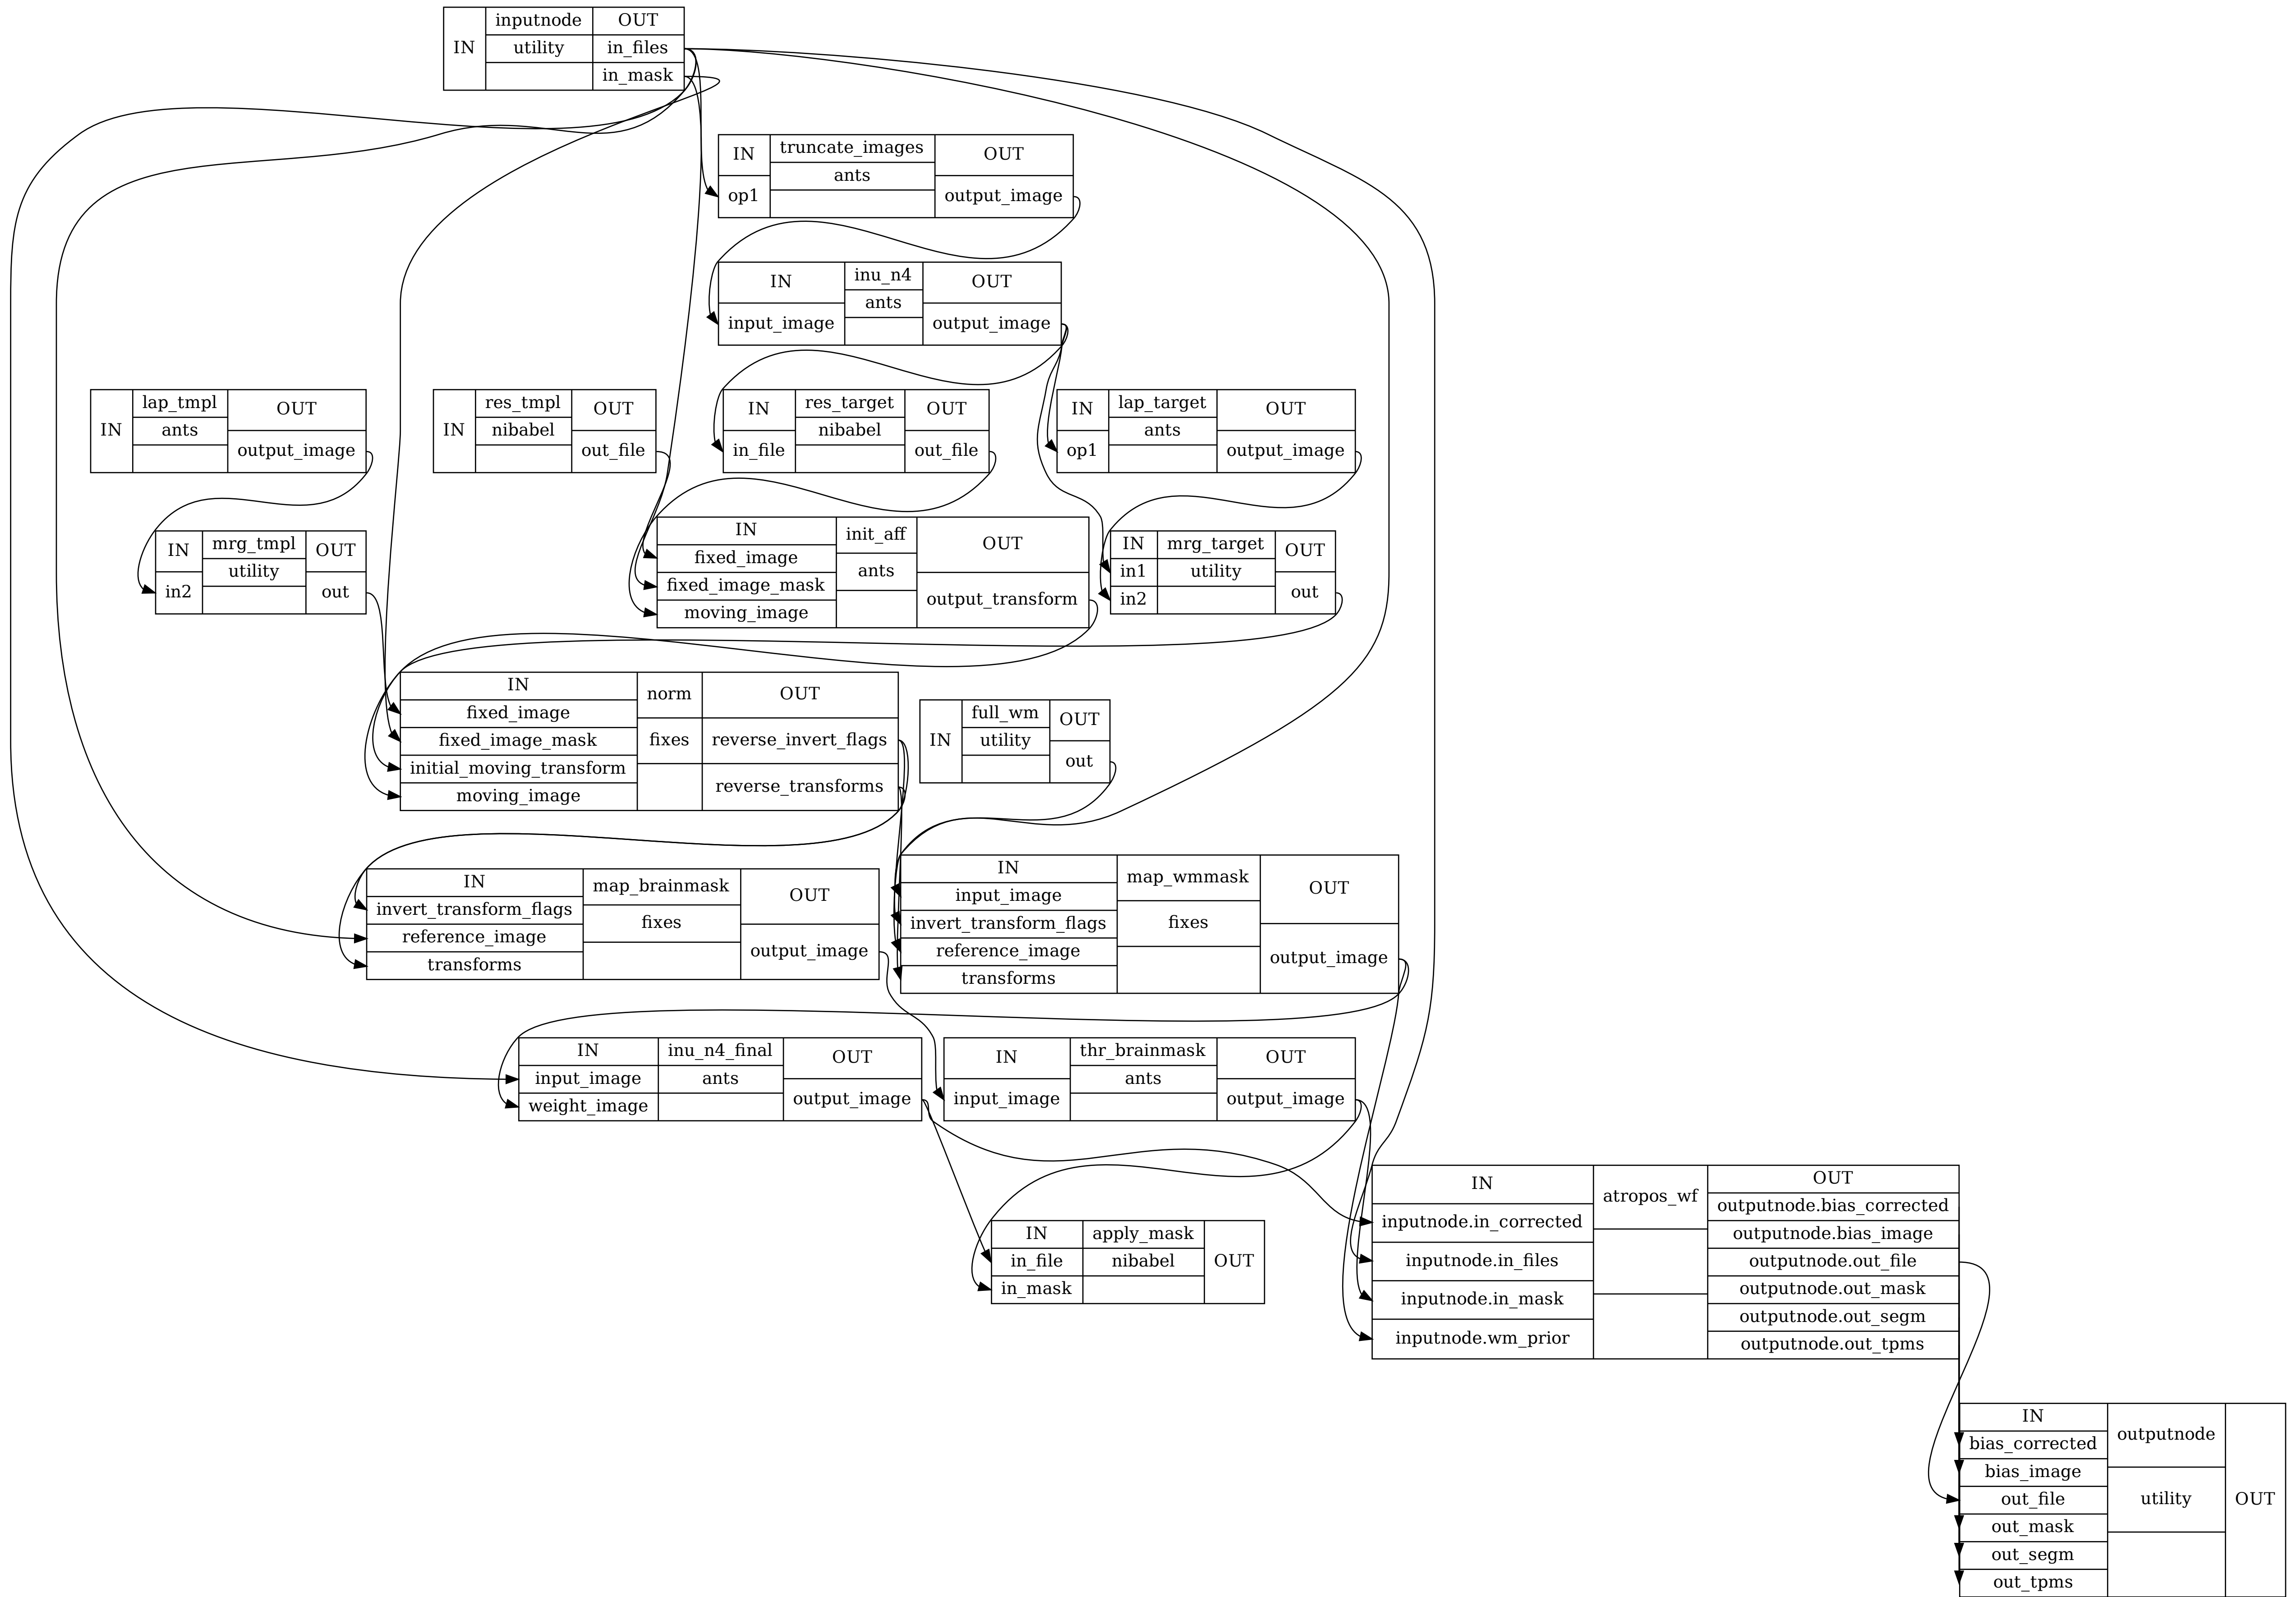 IN inputnode OUT
utility in_files
in_mask
IN truncate_images OUT
ants
op1 output_image
IN inu_n4 OUT
ants
input_image output_image
IN lap_tmpl OUT
ants
output_image
IN res_tmpl OUT
nibabel
out_file
IN res_target OUT
nibabel
in_file out_file
IN lap_target OUT
ants
op1 output_image
IN mrg_tmpl OUT
utility
in2 out
IN init_aff OUT
fixed_image
fixed_image_mask ants
moving_image output_transform
IN mrg_target OUT
in1 utility
in2 out
IN norm OUT
fixed_image
fixed_image_mask fixes reverse_invert_flags
initial_moving_transform
moving_image reverse_transforms
IN full_wm OUT
utility
out
IN map_brainmask OUT
invert_transform_flags
reference_image fixes
transforms output_image
IN map_wmmask OUT
input_image
invert_transform_flags fixes
reference_image output_image
transforms
IN inu_n4_final OUT
input_image ants
weight_image output_image
IN thr_brainmask OUT
ants
input_image output_image
IN apply_mask OUT
in_file nibabel
in_mask
IN atropos_wf OUT
inputnode.in_corrected outputnode.bias_corrected
outputnode.bias_image
inputnode.in_files outputnode.out_file
inputnode.in_mask outputnode.out_mask
outputnode.out_segm
inputnode.wm_prior outputnode.out_tpms
IN outputnode OUT
bias_corrected
bias_image
out_file utility
out_mask
out_segm
out_tpms